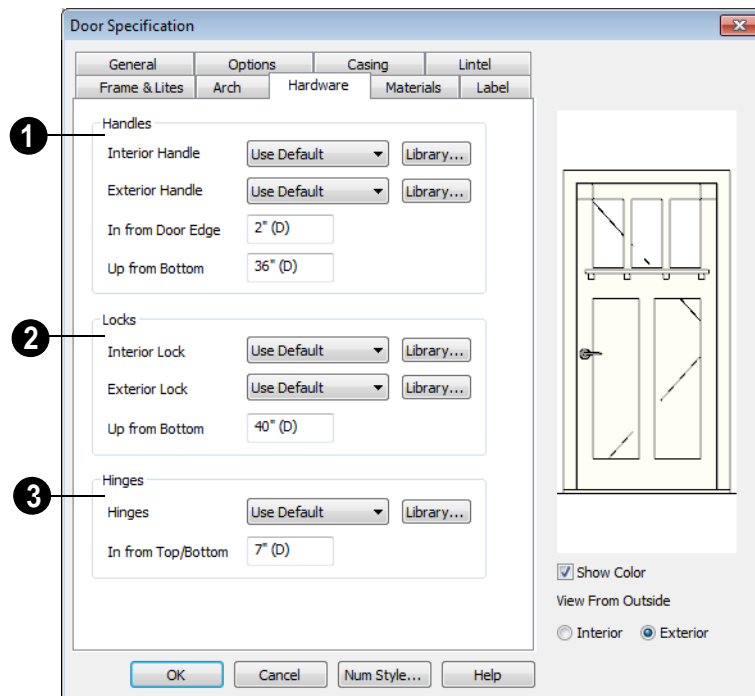 Door Specification
General Options Casing Lintel
Frame & Lites Arch Hardware Materials Label
1
Handles
Interior Handle Use Default Library...
Exterior Handle Use Default Library...
In from Door Edge 2" (D)
Up from Bottom 36" (D)
2
Locks
Interior Lock Use Default Library...
Exterior Lock Use Default Library...
Up from Bottom 40" (D)
3
Hinges
Hinges Use Default Library...
In from Top/Bottom 7" (D)
Show Color
View From Outside
Interior Exterior
OK Cancel Num Style... Help